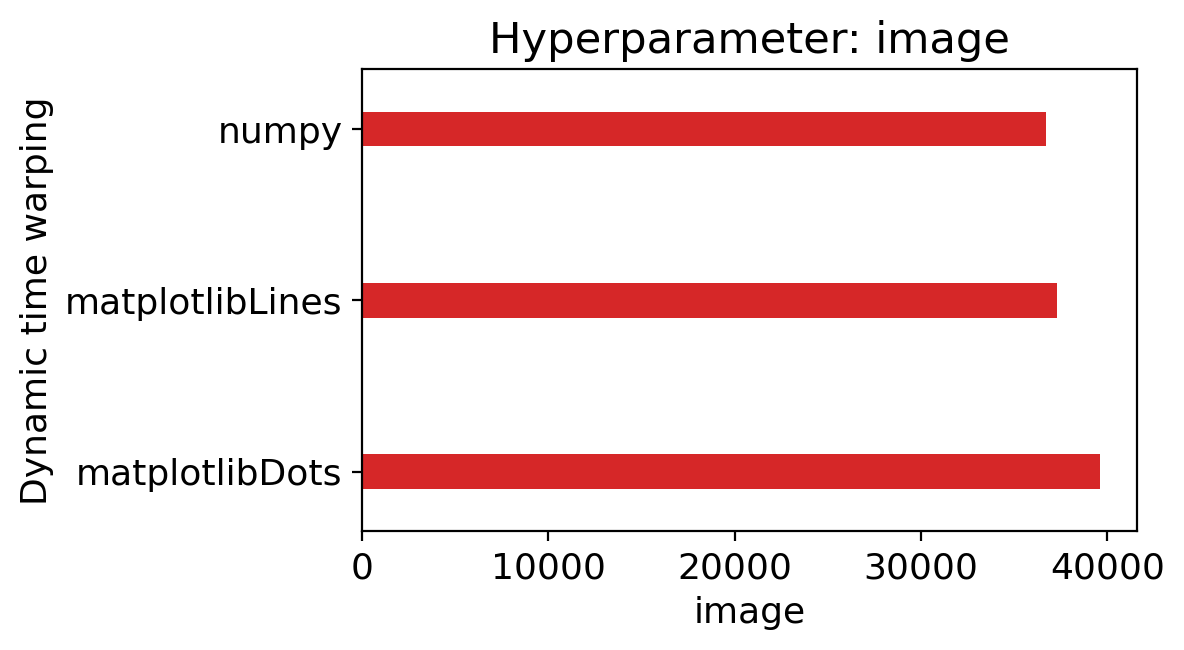 Hyperparameter: image
Dynamic time warping
numpy
matplotlibLines
matplotlibDots
0 10000 20000 30000 40000
image